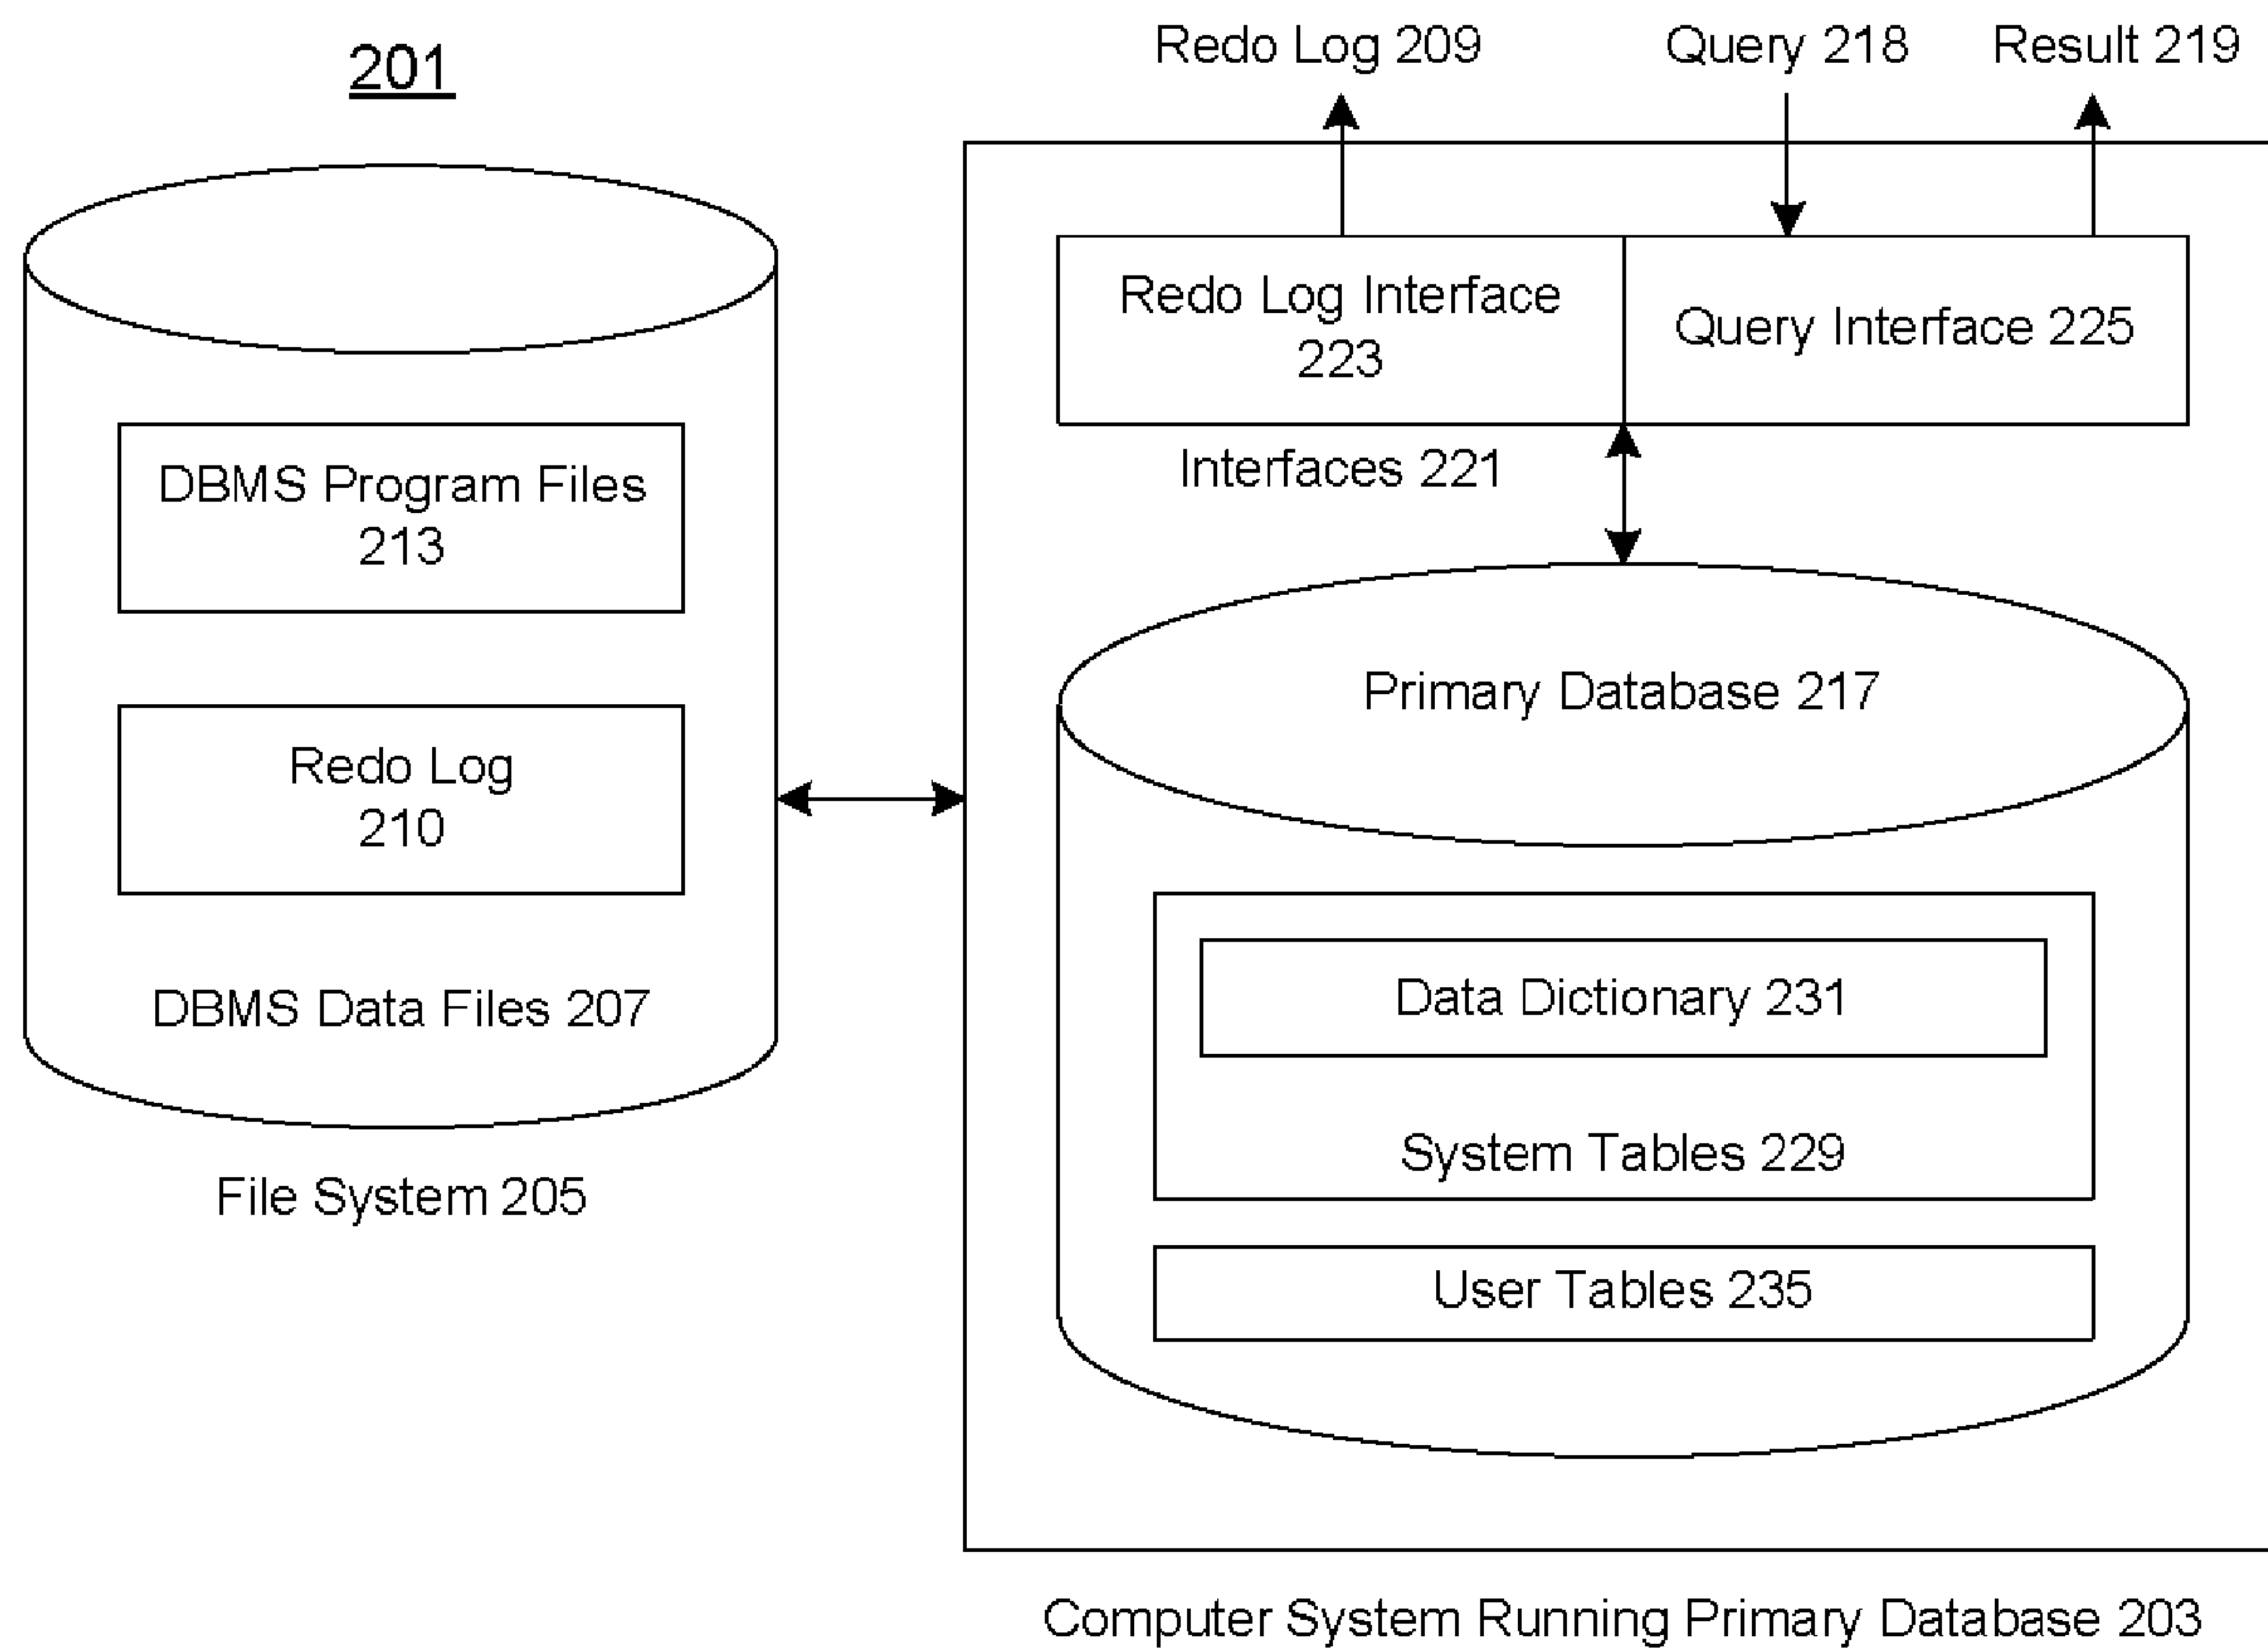 201
Redo Log 209
Query 218
Result 219
Redo Log Interface
223
Query Interface 225
Interfaces 221
DBMS Program Files
213
Redo Log
210
DBMS Data Files 207
File System 205
Primary Database 217
Data Dictionary 231
System Tables 229
User Tables 235
Computer System Running Primary Database 203